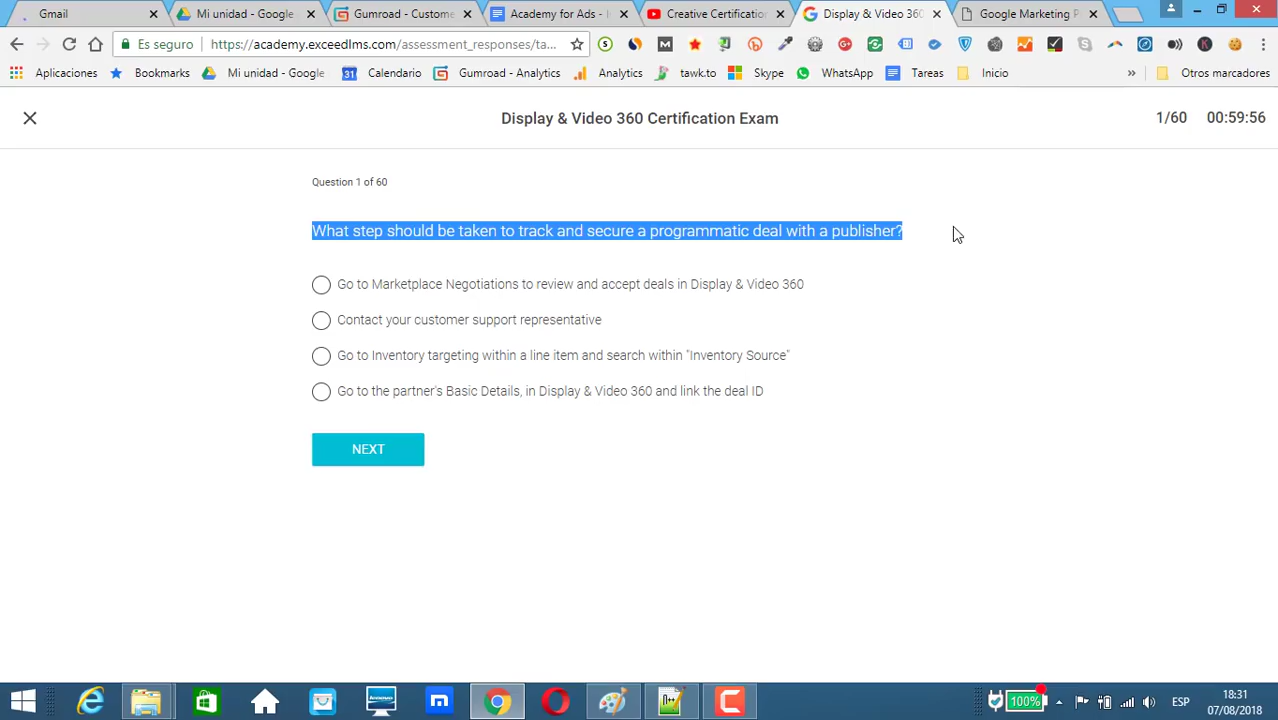 Gmail
Mi unidad - Google
Gumroad - Custome
Academy for Ads - I
Creative Certification
Display & Video 360
Google Marketing P
Es seguro https://academy.exceedlms.com/assessment_responses/ta...
Aplicaciones Bookmark Mi unidad - Google 31 Calendario Gumroad - Analytics Analytics tawk.to Skype WhatsApp Tareas Inicio » Otros marcadores
Display & Video 360 Certification Exam 1/60 00:59:56
Question 1 of 60
What step should be taken to track and secure a programmatic deal with a publisher?
Go to Marketplace Negotiations to review and accept deals in Display & Video 360
Contact your customer support representative
Go to Inventory targeting within a line item and search within "Inventory Source"
Go to the partner's Basic Details, in Display & Video 360 and link the deal ID
NEXT
100% ESP 18:31
07/08/2018